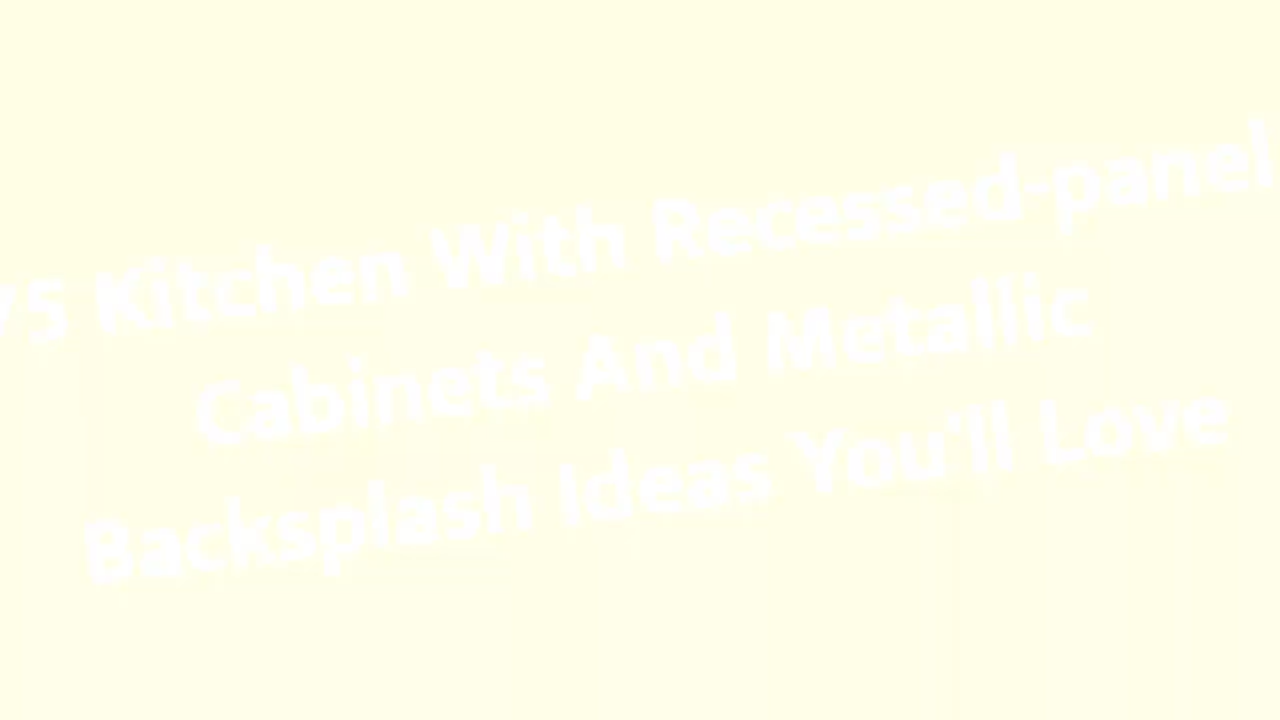 75 Kitchen With Recessed-panel
Cabinets And Metallic
Backsplash Ideas You'll Love